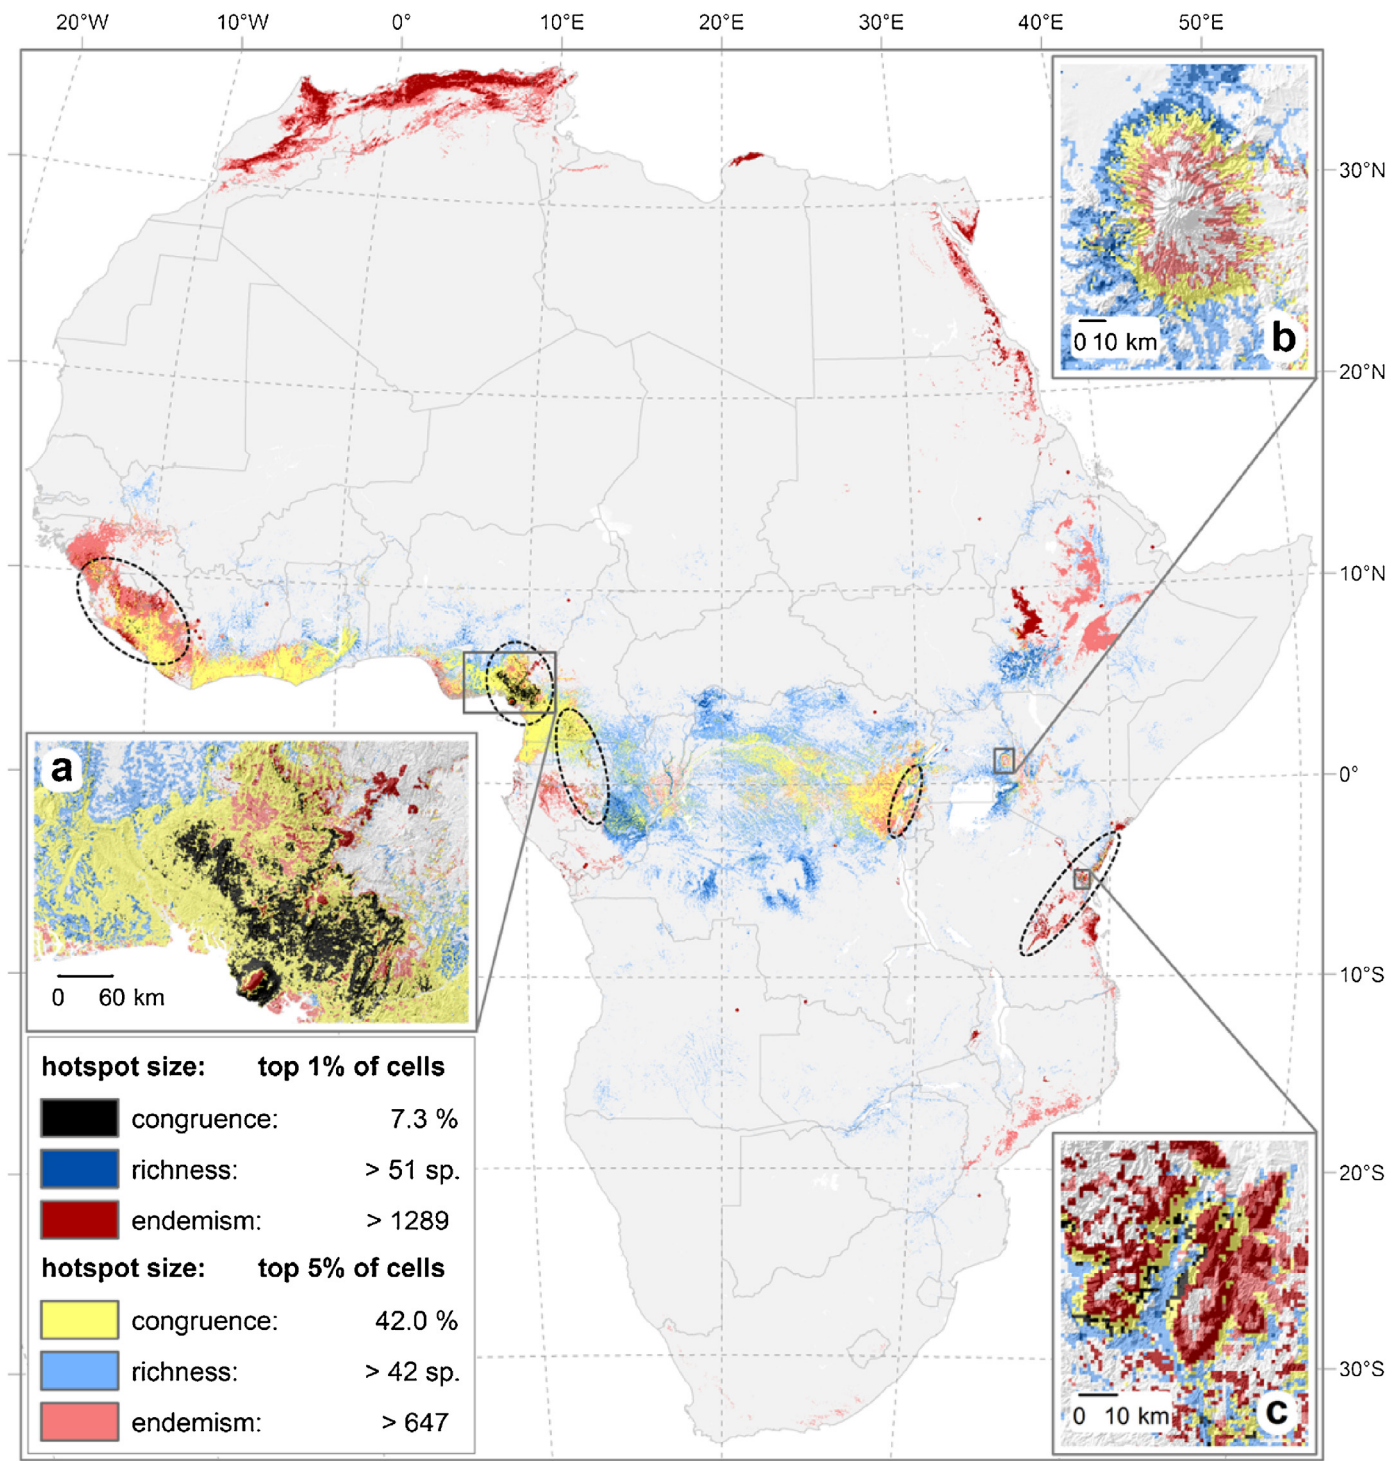 20°W 10°W 0° 10°E 20°E 30°E 40°E 50°E
30°N
0 10 km b
20°N
10°N
a
0°
0 60 km
10°S
hotspot size: top 1% of cells
congruence: 7.3 %
richness: > 51 sp.
20°S
endemism: > 1289
hotspot size: top 5% of cells
congruence: 42.0 %
richness: > 42 sp.
30°S
0 10 km c
endemism: > 647